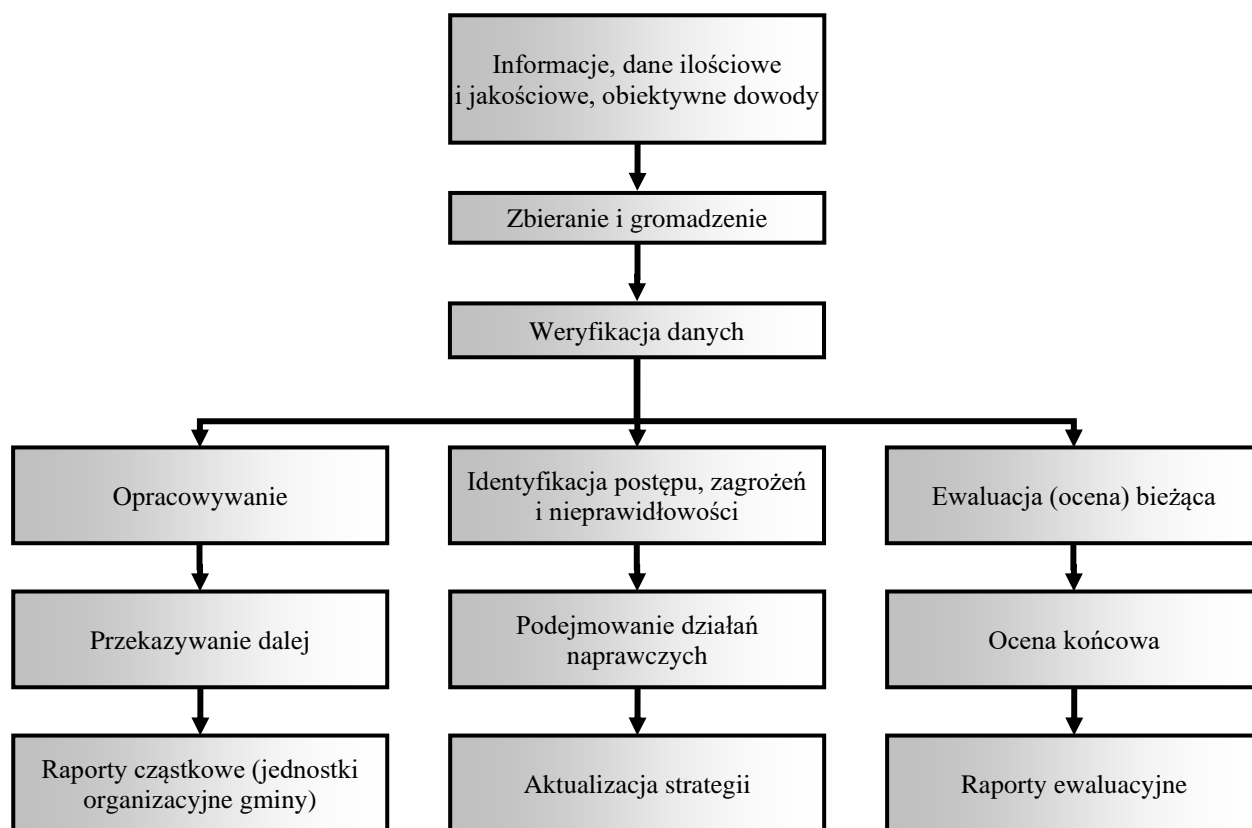 Informacje, dane ilościowe
i jakościowe, obiektywne dowody
Zbieranie i gromadzenie
Weryfikacja danych
Opracowywanie
Identyfikacja postępu, zagrożeń
i nieprawidłowości
Ewaluacja (ocena) bieżąca
Przekazywanie dalej
Podejmowanie działań
naprawczych
Ocena końcowa
Raporty cząstkowe (jednostki
organizacyjne gminy)
Aktualizacja strategii
Raporty ewaluacyjne